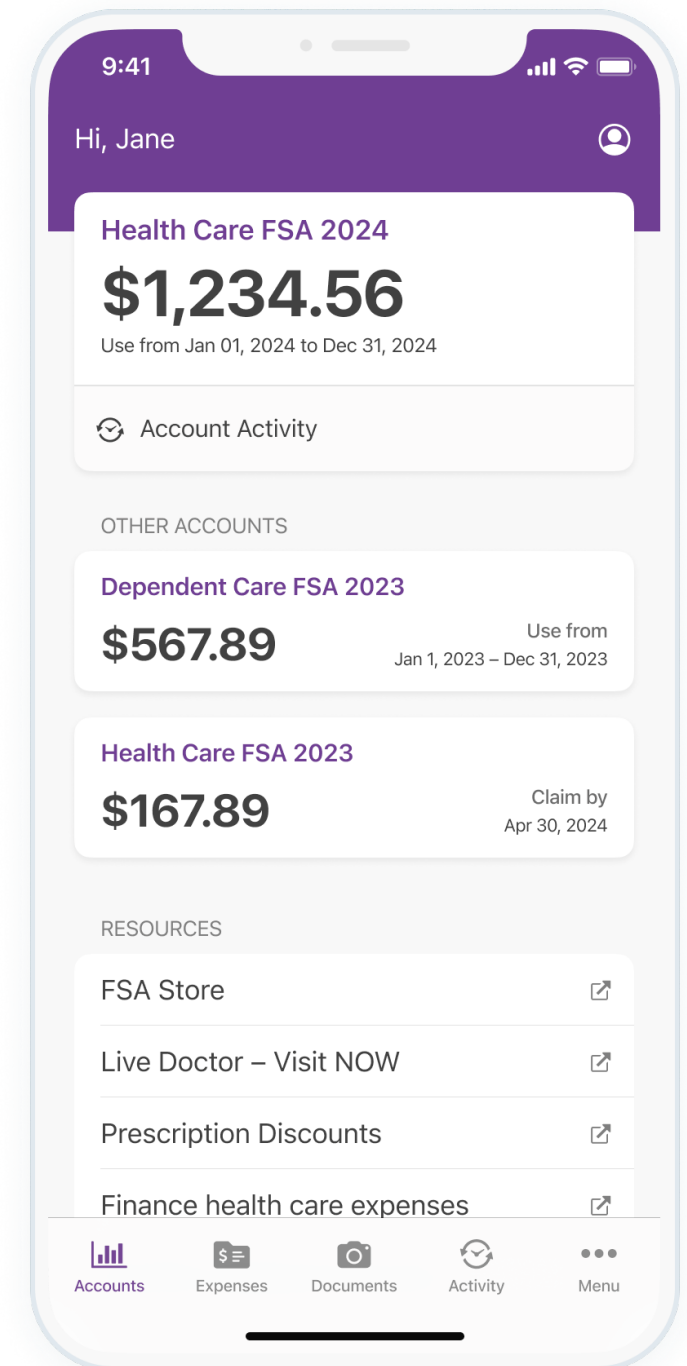 9:41
Hi, Jane
Health Care FSA 2024
$1,234.56
Use from Jan 01, 2024 to Dec 31, 2024
Account Activity
OTHER ACCOUNTS
Dependent Care FSA 2023
$567.89
Use from
Jan 1, 2023 – Dec 31, 2023
Health Care FSA 2023
$167.89
Claim by
Apr 30, 2024
RESOURCES
FSA Store
Live Doctor – Visit NOW
Prescription Discounts
Finance health care expenses
Accounts
Expenses
Documents
Activity
Menu